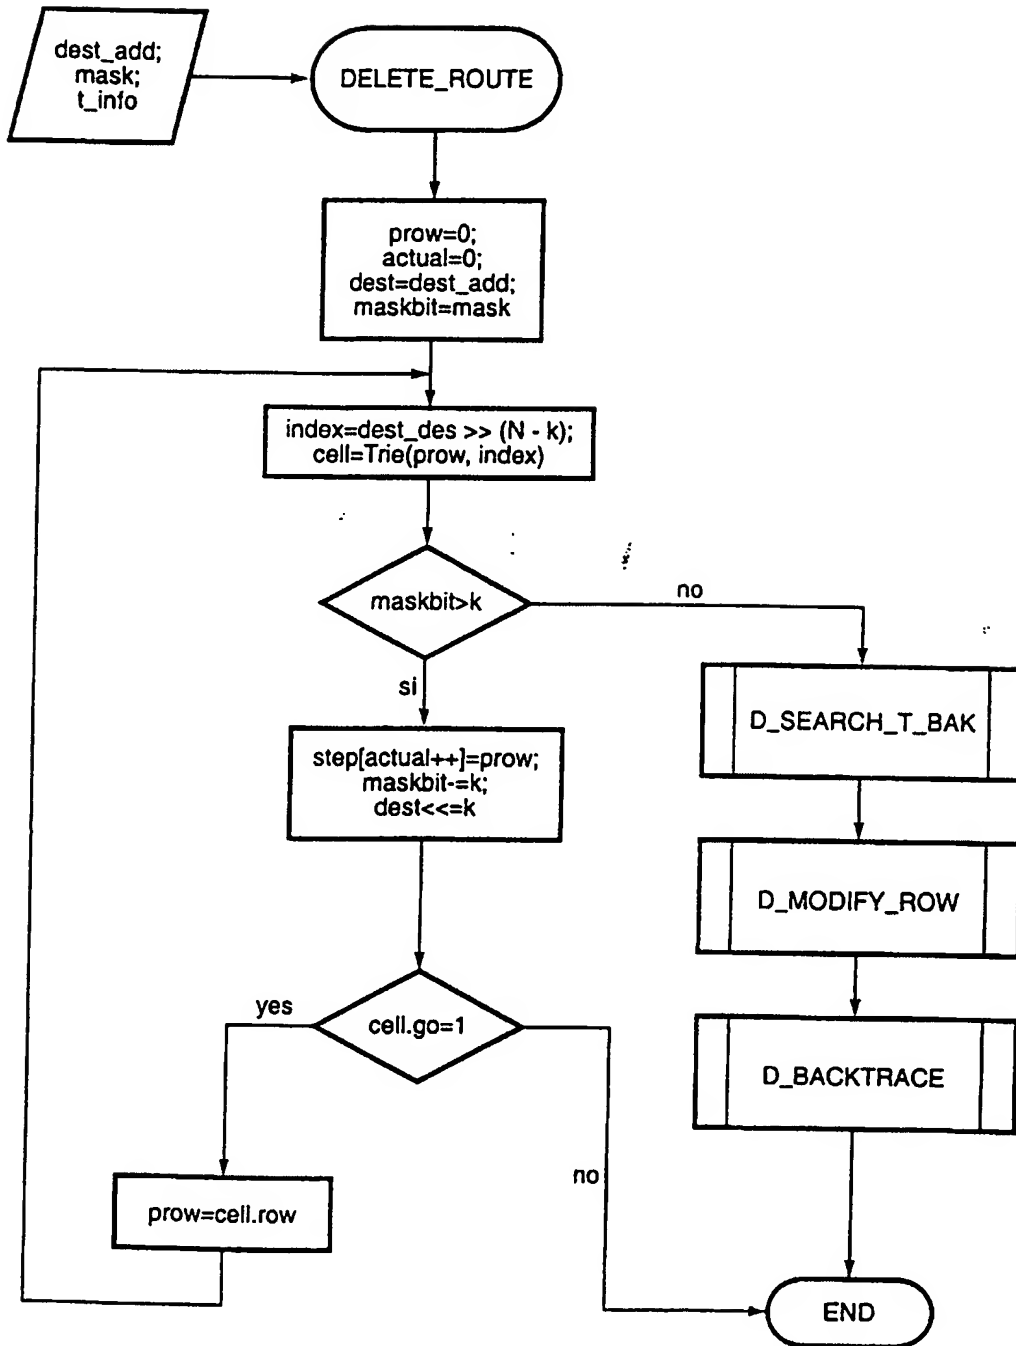 dest_add;
mask;
t_info
DELETE_ROUTE
prow=0;
actual=0;
dest=dest_add;
maskbit=mask
index=dest_des >> (N - k);
cell=Trie(prow, index)
maskbit>k
no
si
D_SEARCH_T_BAK
step[actual++]=prow;
maskbit-=k;
dest<<=k
D_MODIFY_ROW
cell.go=1
yes
no
D_BACKTRACE
prow=cell.row
END